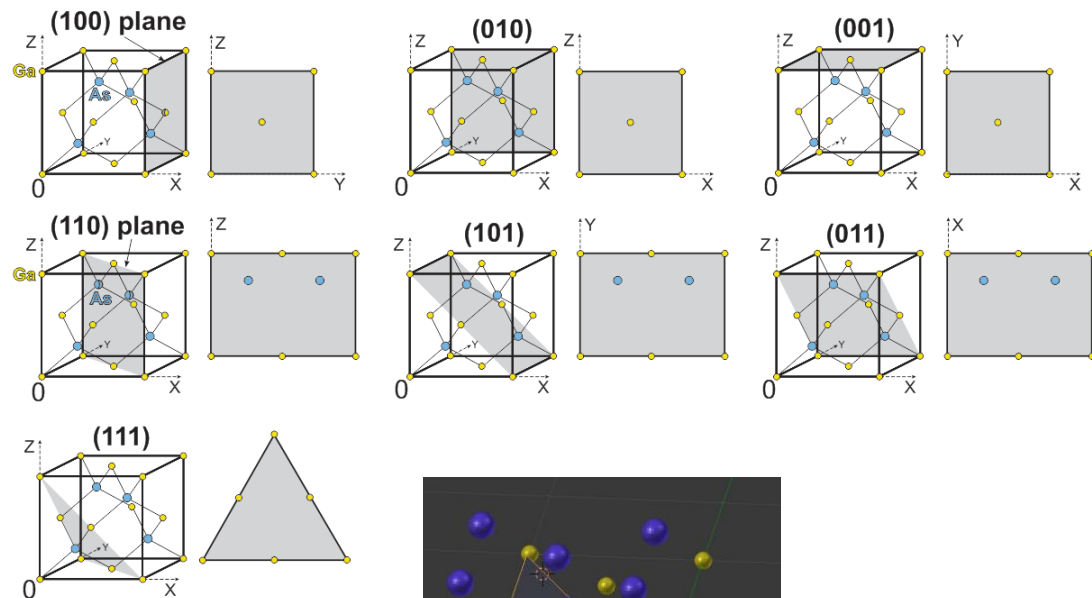 (100) plane
Z
Ga
As
Y
0
X
Z
Y
(010)
Z
Y
0
X
Z
X
(001)
Z
Y
0
X
Y
X
(110) plane
Z
Ga
As
Y
0
X
Z
(101)
Z
Y
0
X
Y
(011)
Z
Y
0
X
X
(111)
Z
Y
0
X